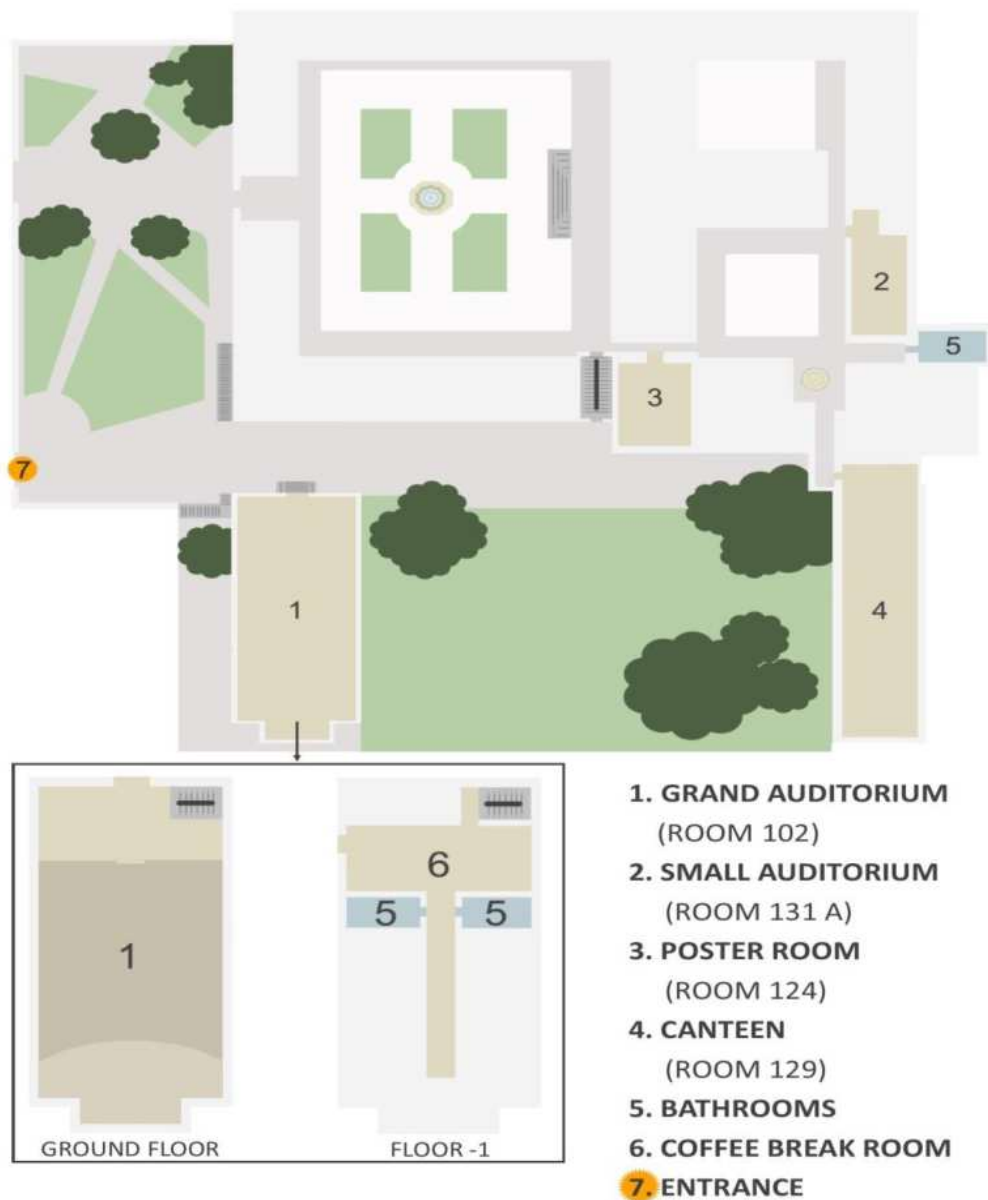 2
5
3
7
1
4
6
5 5
1
GROUND FLOOR
FLOOR -1
1. GRAND AUDITORIUM
(ROOM 102)
2. SMALL AUDITORIUM
(ROOM 131 A)
3. POSTER ROOM
(ROOM 124)
4. CANTEEN
(ROOM 129)
5. BATHROOMS
6. COFFEE BREAK ROOM
7. ENTRANCE